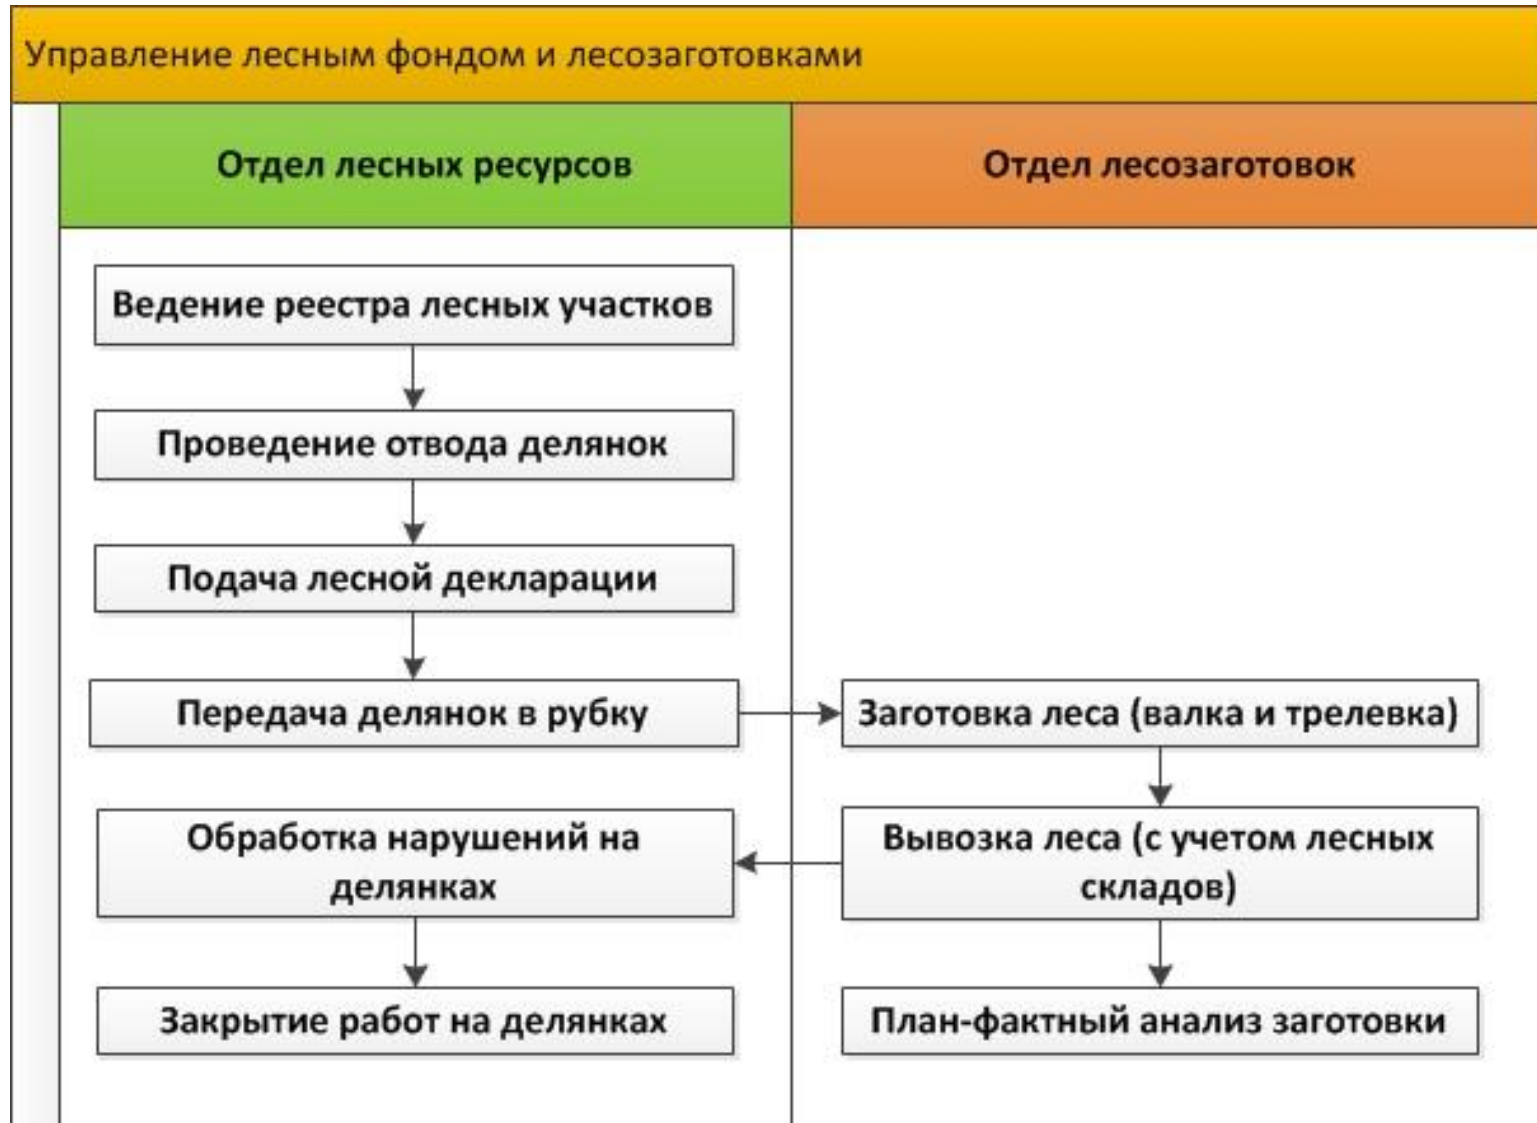 Управление лесным фондом и лесозаготовками
Отдел лесных ресурсов
Отдел лесозаготовок
Ведение реестра лесных участков
Проведение отвода делянок
Подача лесной декларации
Передача делянок в рубку
Заготовка леса (валка и трелевка)
Обработка нарушений на
делянках
Вывозка леса (с учетом лесных
складов)
Закрытие работ на делянках
План-фактный анализ заготовки